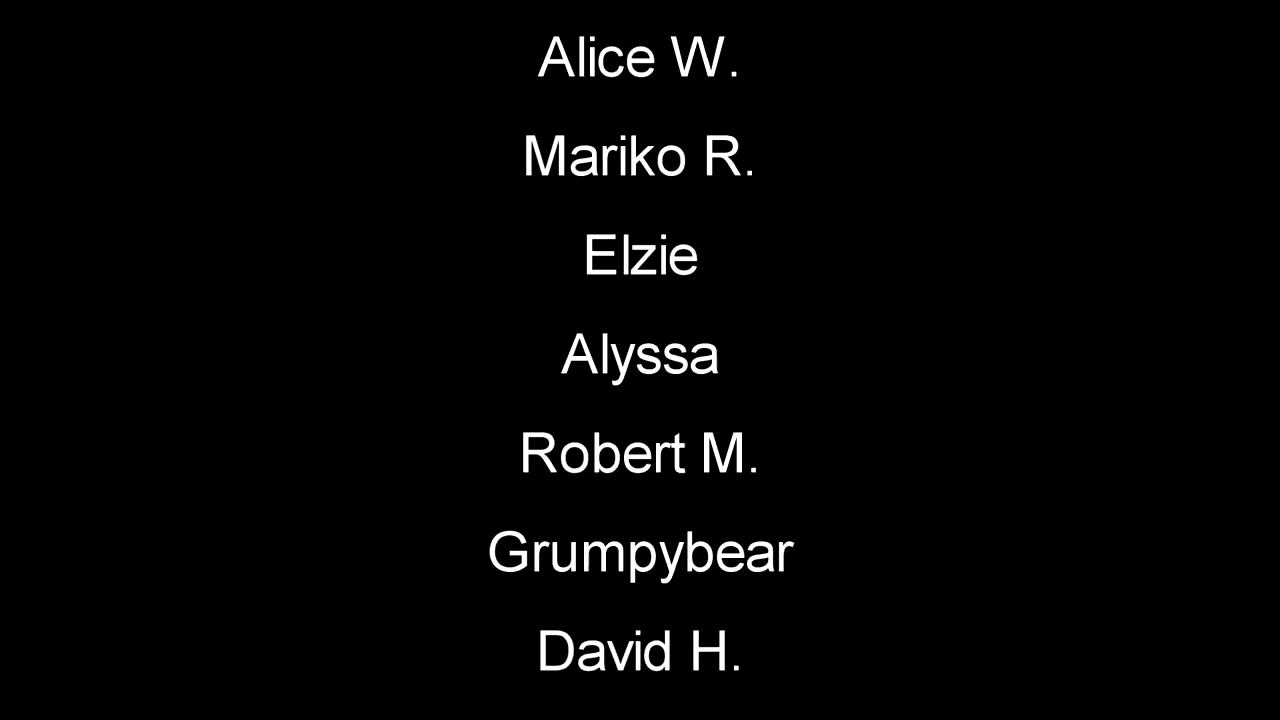 Alice W.
Mariko R.
Elzie
Alyssa
Robert M.
Grumpybear
David H.